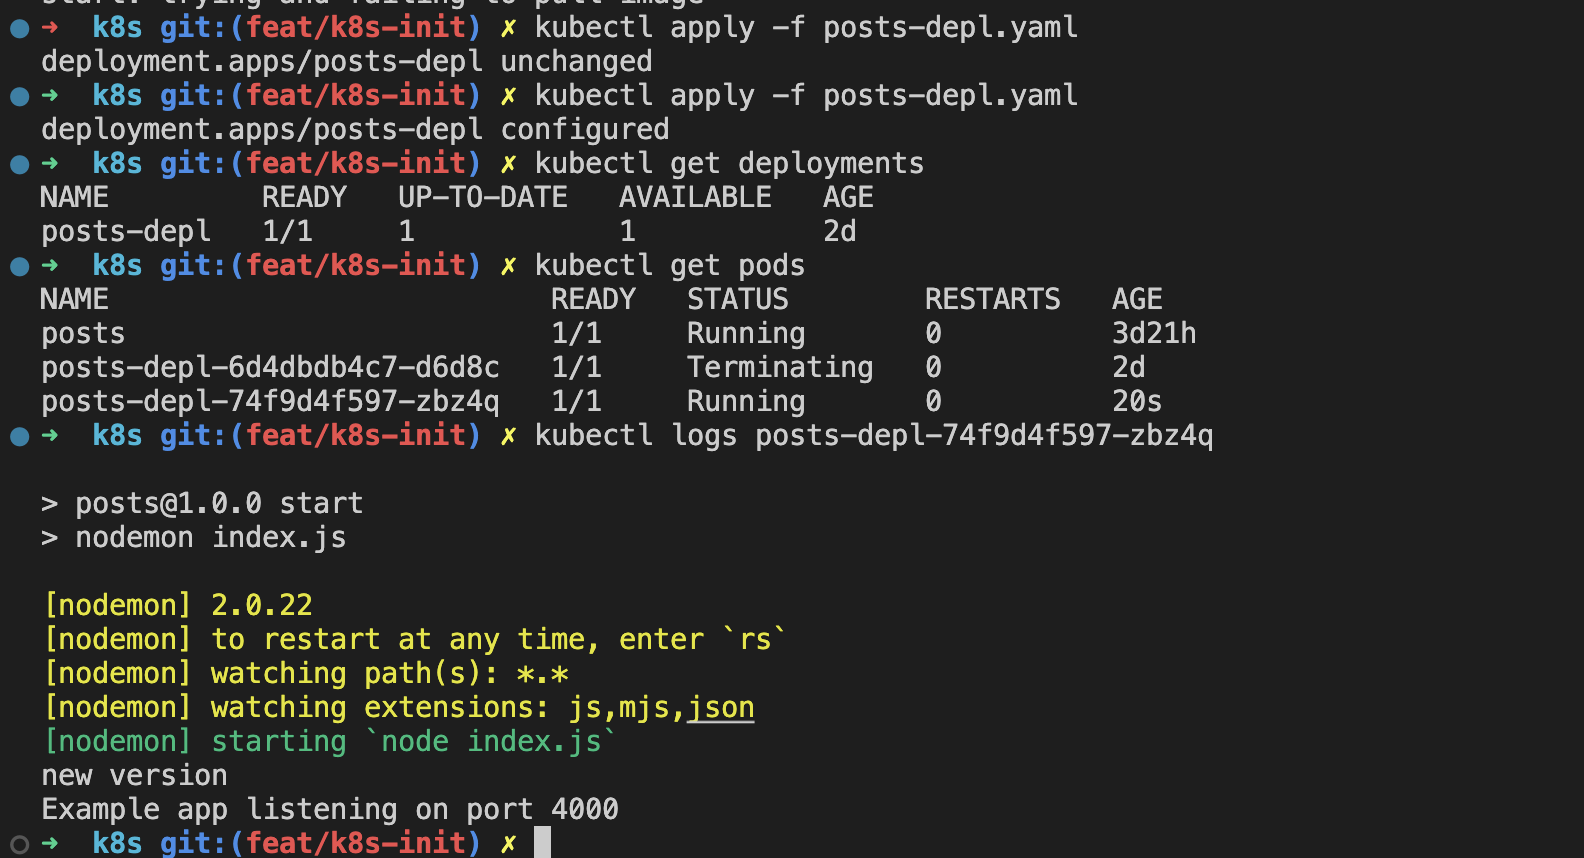 start: trying and failing to pull image
➜  k8s git:(feat/k8s-init) ✗ kubectl apply -f posts-depl.yaml
deployment.apps/posts-depl unchanged
➜  k8s git:(feat/k8s-init) ✗ kubectl apply -f posts-depl.yaml
deployment.apps/posts-depl configured
➜  k8s git:(feat/k8s-init) ✗ kubectl get deployments
NAME         READY   UP-TO-DATE   AVAILABLE   AGE
posts-depl   1/1     1            1           2d
➜  k8s git:(feat/k8s-init) ✗ kubectl get pods
NAME                          READY   STATUS        RESTARTS   AGE
posts                         1/1     Running       0          3d21h
posts-depl-6d4dbdb4c7-d6d8c   1/1     Terminating   0          2d
posts-depl-74f9d4f597-zbz4q   1/1     Running       0          20s
➜  k8s git:(feat/k8s-init) ✗ kubectl logs posts-depl-74f9d4f597-zbz4q
> posts@1.0.0 start
> nodemon index.js
[nodemon] 2.0.22
[nodemon] to restart at any time, enter `rs`
[nodemon] watching path(s): *.*
[nodemon] watching extensions: js,mjs,json
[nodemon] starting `node index.js`
new version
Example app listening on port 4000
➜  k8s git:(feat/k8s-init) ✗